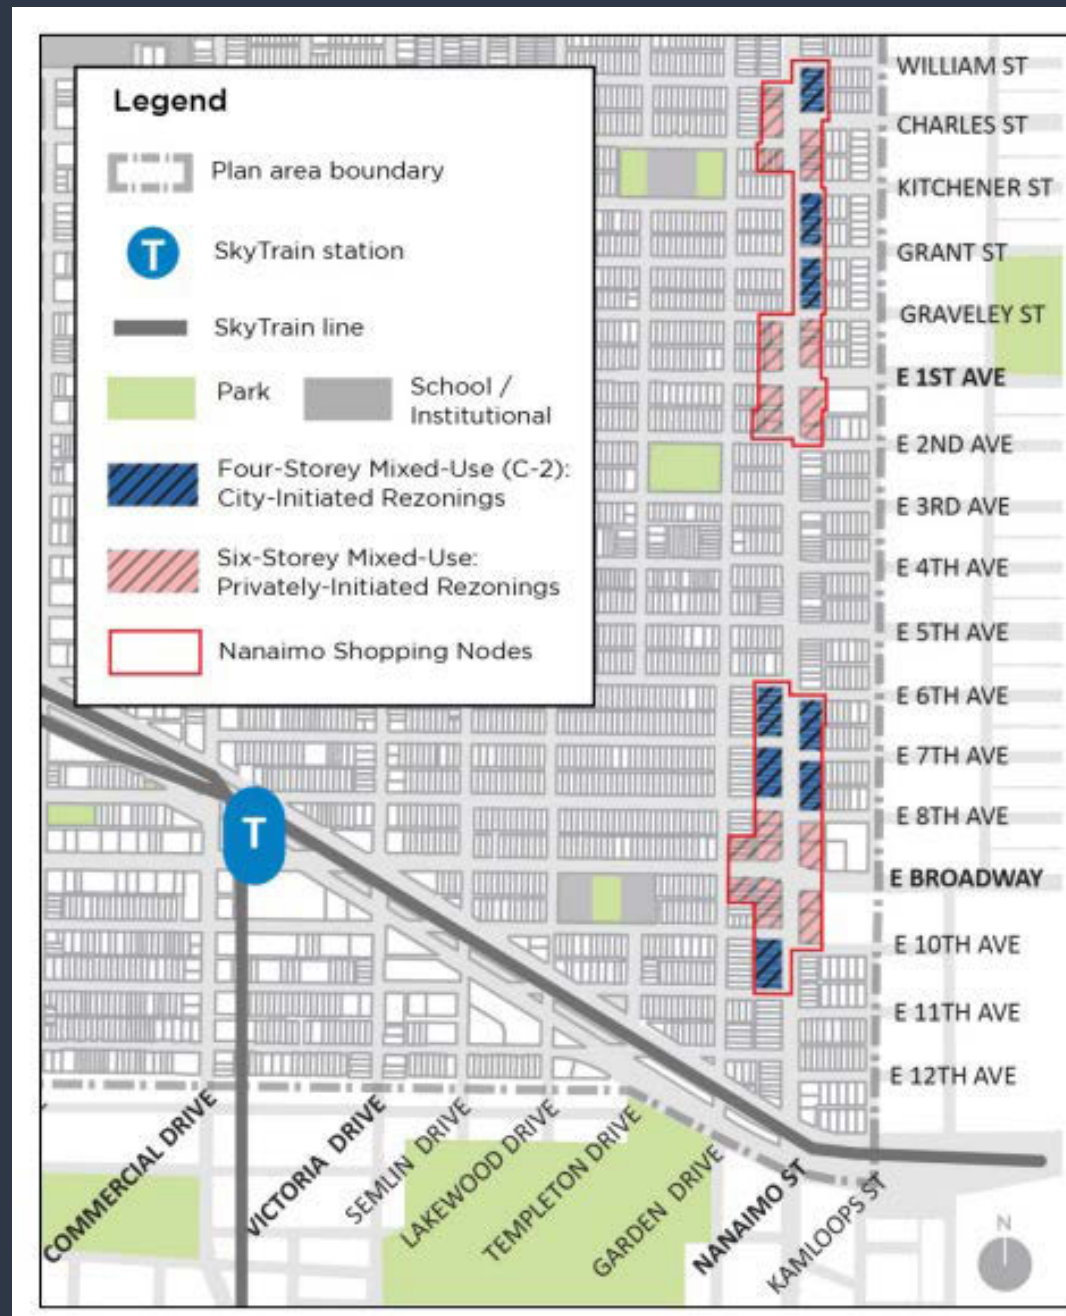 Legend
Plan area boundary
T
SkyTrain station
SkyTrain line
Park
School /
Institutional
Four-Storey Mixed-Use (C-2):
City-Initiated Rezonings
Six-Storey Mixed-Use:
Privately-Initiated Rezonings
Nanaimo Shopping Nodes
WILLIAM ST
CHARLES ST
KITCHENER ST
GRANT ST
GRAVELEY ST
E 1ST AVE
E 2ND AVE
E 3RD AVE
E 4TH AVE
E 5TH AVE
E 6TH AVE
E 7TH AVE
E 8TH AVE
E BROADWAY
E 10TH AVE
E 11TH AVE
E 12TH AVE
T
COMMERCIAL DRIVE
VICTORIA DRIVE
SEMLIN DRIVE
LAKEWOOD DRIVE
TEMPLETON DRIVE
GARDEN DRIVE
NANAIMO ST
KAMLOOPS ST
N